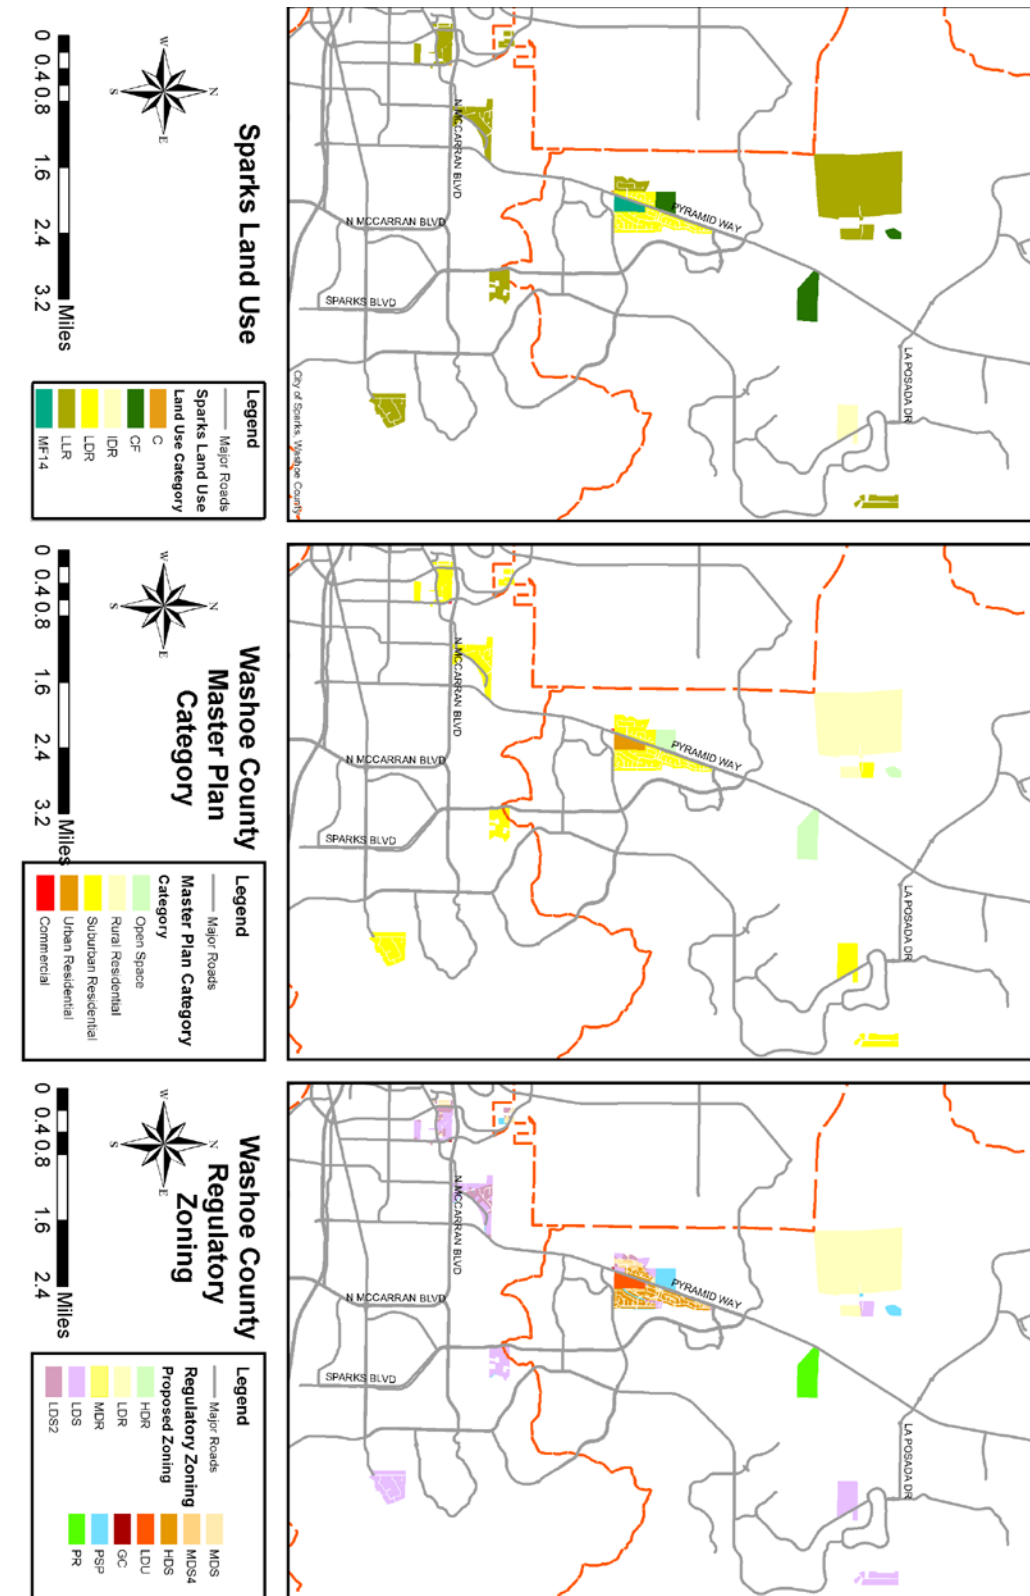 N MCCARRAN BLVD
N MCCARRAN BLVD
SPARKS BLVD
PYRAMID WAY
LA POSADA DR
City of Sparks, Washoe County
Sparks Land Use
W
N
S
E
0 0.4 0.8 1.6 2.4 3.2
Miles
Legend
Major Roads
Sparks Land Use
Land Use Category
C
CF
IDR
LDR
LLR
MF14
N MCCARRAN BLVD
N MCCARRAN BLVD
SPARKS BLVD
PYRAMID WAY
LA POSADA DR
Washoe County
Master Plan
Category
W
N
S
E
0 0.4 0.8 1.6 2.4 3.2
Miles
Legend
Major Roads
Master Plan Category
Category
Open Space
Rural Residential
Suburban Residential
Urban Residential
Commercial
N MCCARRAN BLVD
N MCCARRAN BLVD
SPARKS BLVD
PYRAMID WAY
LA POSADA DR
Washoe County
Regulatory
Zoning
W
N
S
E
0 0.4 0.8 1.6 2.4
Miles
Legend
Major Roads
Regulatory Zoning
Proposed Zoning
HDR
LDR
MDR
LDS
LDS2
MDS
MDS4
HDS
LDU
GC
PSP
PR